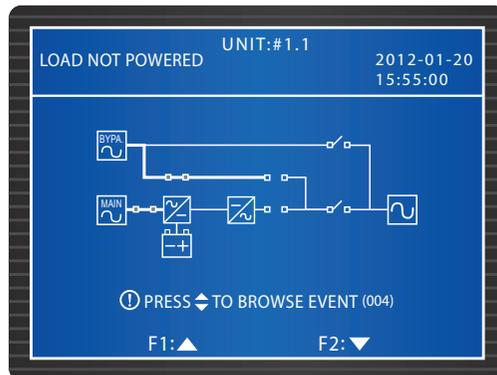 UNIT:#1.1
LOAD NOT POWERED
2012-01-20
15:55:00
BYPA.
MAIN
PRESS TO BROWSE EVENT (004)
F1:
F2: